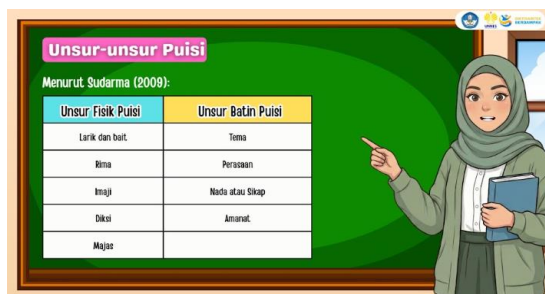 Unsur-unsur Puisi
Menurut Sudarma (2009):
Unsur Fisik Puisi Unsur Batin Puisi
Larik dan bait Tema
Rima Perasaan
Imaji Nada atau Sikap
Diksi Amanat
Majas